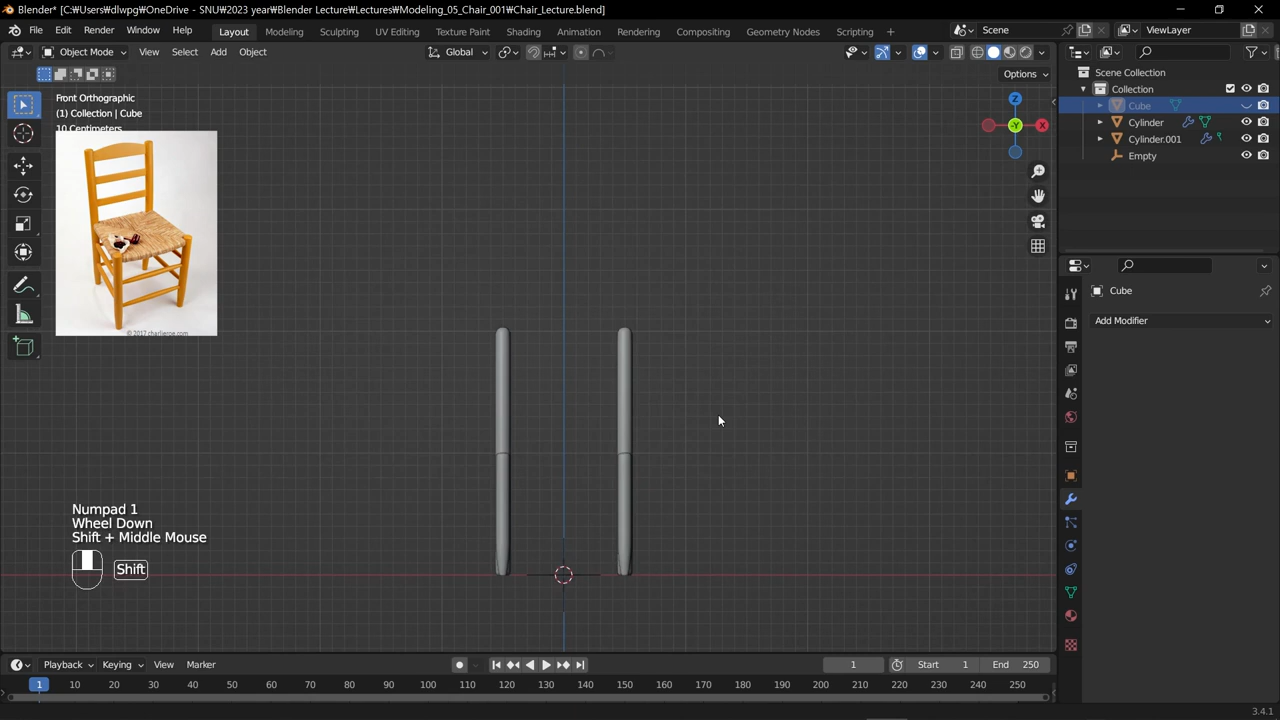 Blender* [C:₩Users₩dlwpg₩OneDrive - SNU₩2023 year₩Blender Lecture₩Lectures₩Modeling_05_Chair_001₩Chair_Lecture.blend]
File Edit Render Window Help Layout Modeling Sculpting UV Editing Texture Paint Shading Animation Rendering Compositing Geometry Nodes Scripting + Scene ViewLayer
Object Mode View Select Add Object Global
Options
Front Orthographic
(1) Collection | Cube
10 Centimeters
Z
-Y
X
© 2017 charlieroe.com
Numpad 1
Wheel Down
Shift + Middle Mouse
Shift
Scene Collection
Collection
Cube
Cylinder
Cylinder.001
Empty
Cube
Add Modifier
Playback Keying View Marker 1 Start 1 End 250
1 10 20 30 40 50 60 70 80 90 100 110 120 130 140 150 160 170 180 190 200 210 220 230 240 250
3.4.1